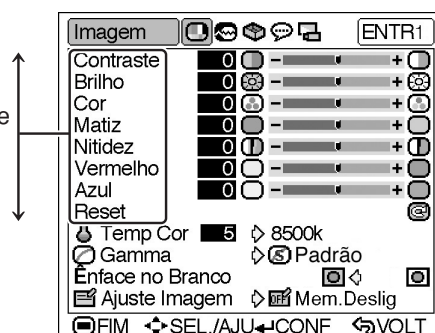 Imagem ENTR1
Contraste 0 - +
Brilho 0 - +
e
Cor 0 - +
Matiz 0 - +
Nitidez 0 - +
Vermelho 0 - +
Azul 0 - +
Reset
Temp Cor 5 8500k
Gamma S Padrão
Ênface no Branco
Ajuste Imagem OFF Mem.Deslig
FIM SEL./AJU CONF VOLT